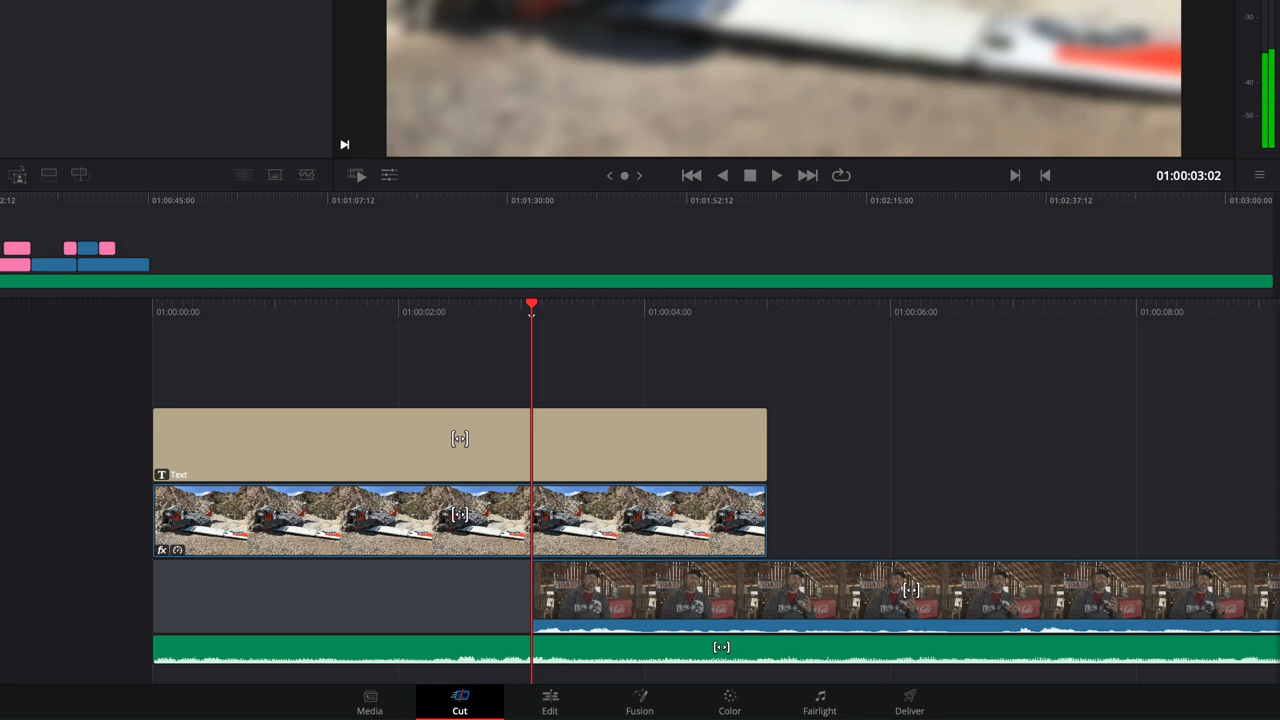 -30
-40
-50
01:00:03:02
2:12
01:00:45:00
01:01:07:12
01:01:30:00
01:01:52:12
01:02:15:00
01:02:37:12
01:03:00:00
01:00:00:00
01:00:02:00
01:00:04:00
01:00:06:00
01:00:08:00
T Text
fx
Media
Cut
Edit
Fusion
Color
Fairlight
Deliver